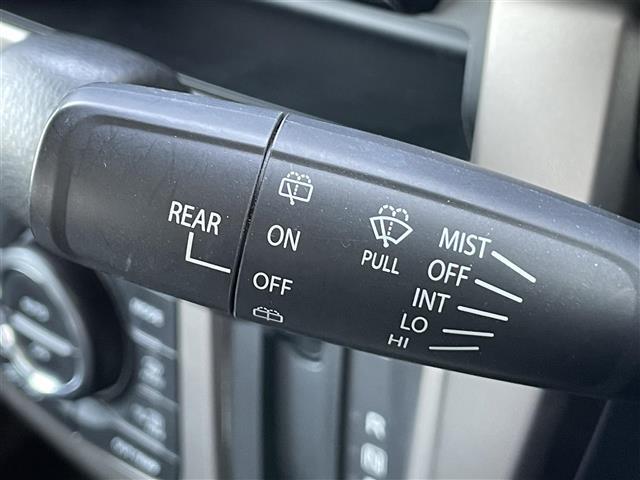 REAR
ON
OFF
PULL
MIST
OFF
INT
LO
HI
R